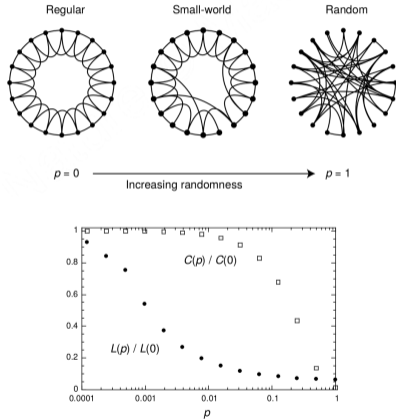 Regular
Small-world
Random
p = 0
p = 1
Increasing randomness
1
0.8
0.6
0.4
0.2
0
C(p) / C(0)
L(p) / L(0)
0.0001
0.001
0.01
0.1
1
p